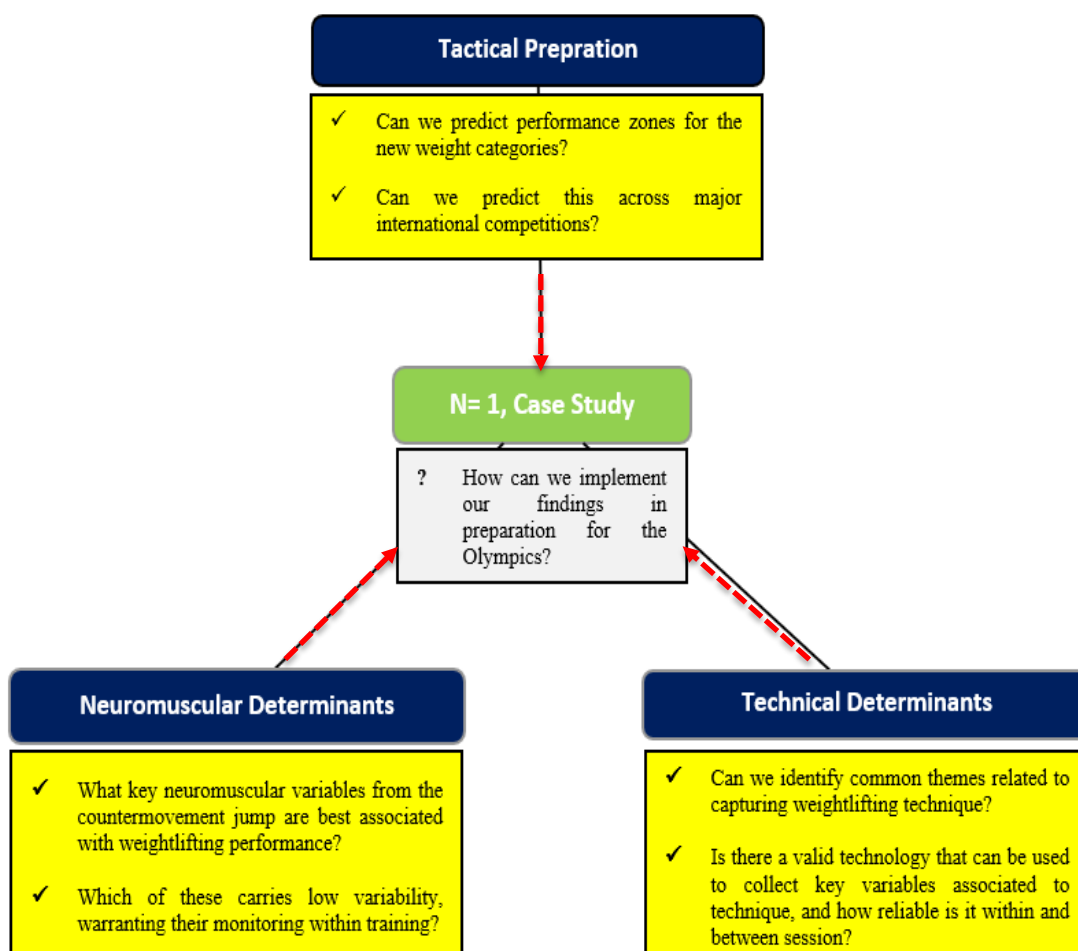 Tactical Prepration
✓ Can we predict performance zones for the
new weight categories?
✓ Can we predict this across major
international competitions?
N= 1, Case Study
? How can we implement
our findings in
preparation for the
Olympics?
Neuromuscular Determinants
✓ What key neuromuscular variables from the
countermovement jump are best associated
with weightlifting performance?
✓ Which of these carries low variability,
warranting their monitoring within training?
Technical Determinants
✓ Can we identify common themes related to
capturing weightlifting technique?
✓ Is there a valid technology that can be used
to collect key variables associated to
technique, and how reliable is it within and
between session?